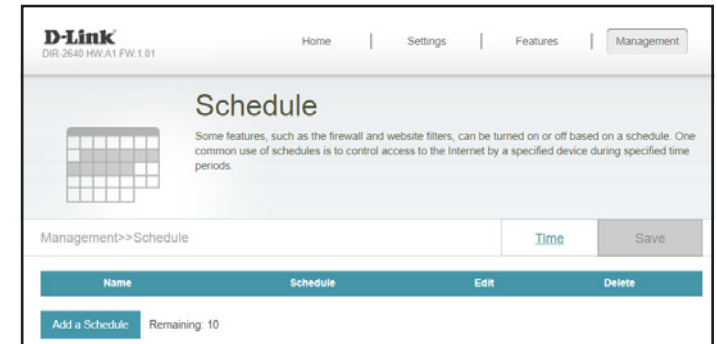 D-Link
DIR-2640 HW:A1 FW:1.01
Home | Settings | Features | Management
Schedule
Some features, such as the firewall and website filters, can be turned on or off based on a schedule. One
common use of schedules is to control access to the Internet by a specified device during specified time
periods.
Management>>Schedule Time Save
Name Schedule Edit Delete
Add a Schedule Remaining: 10